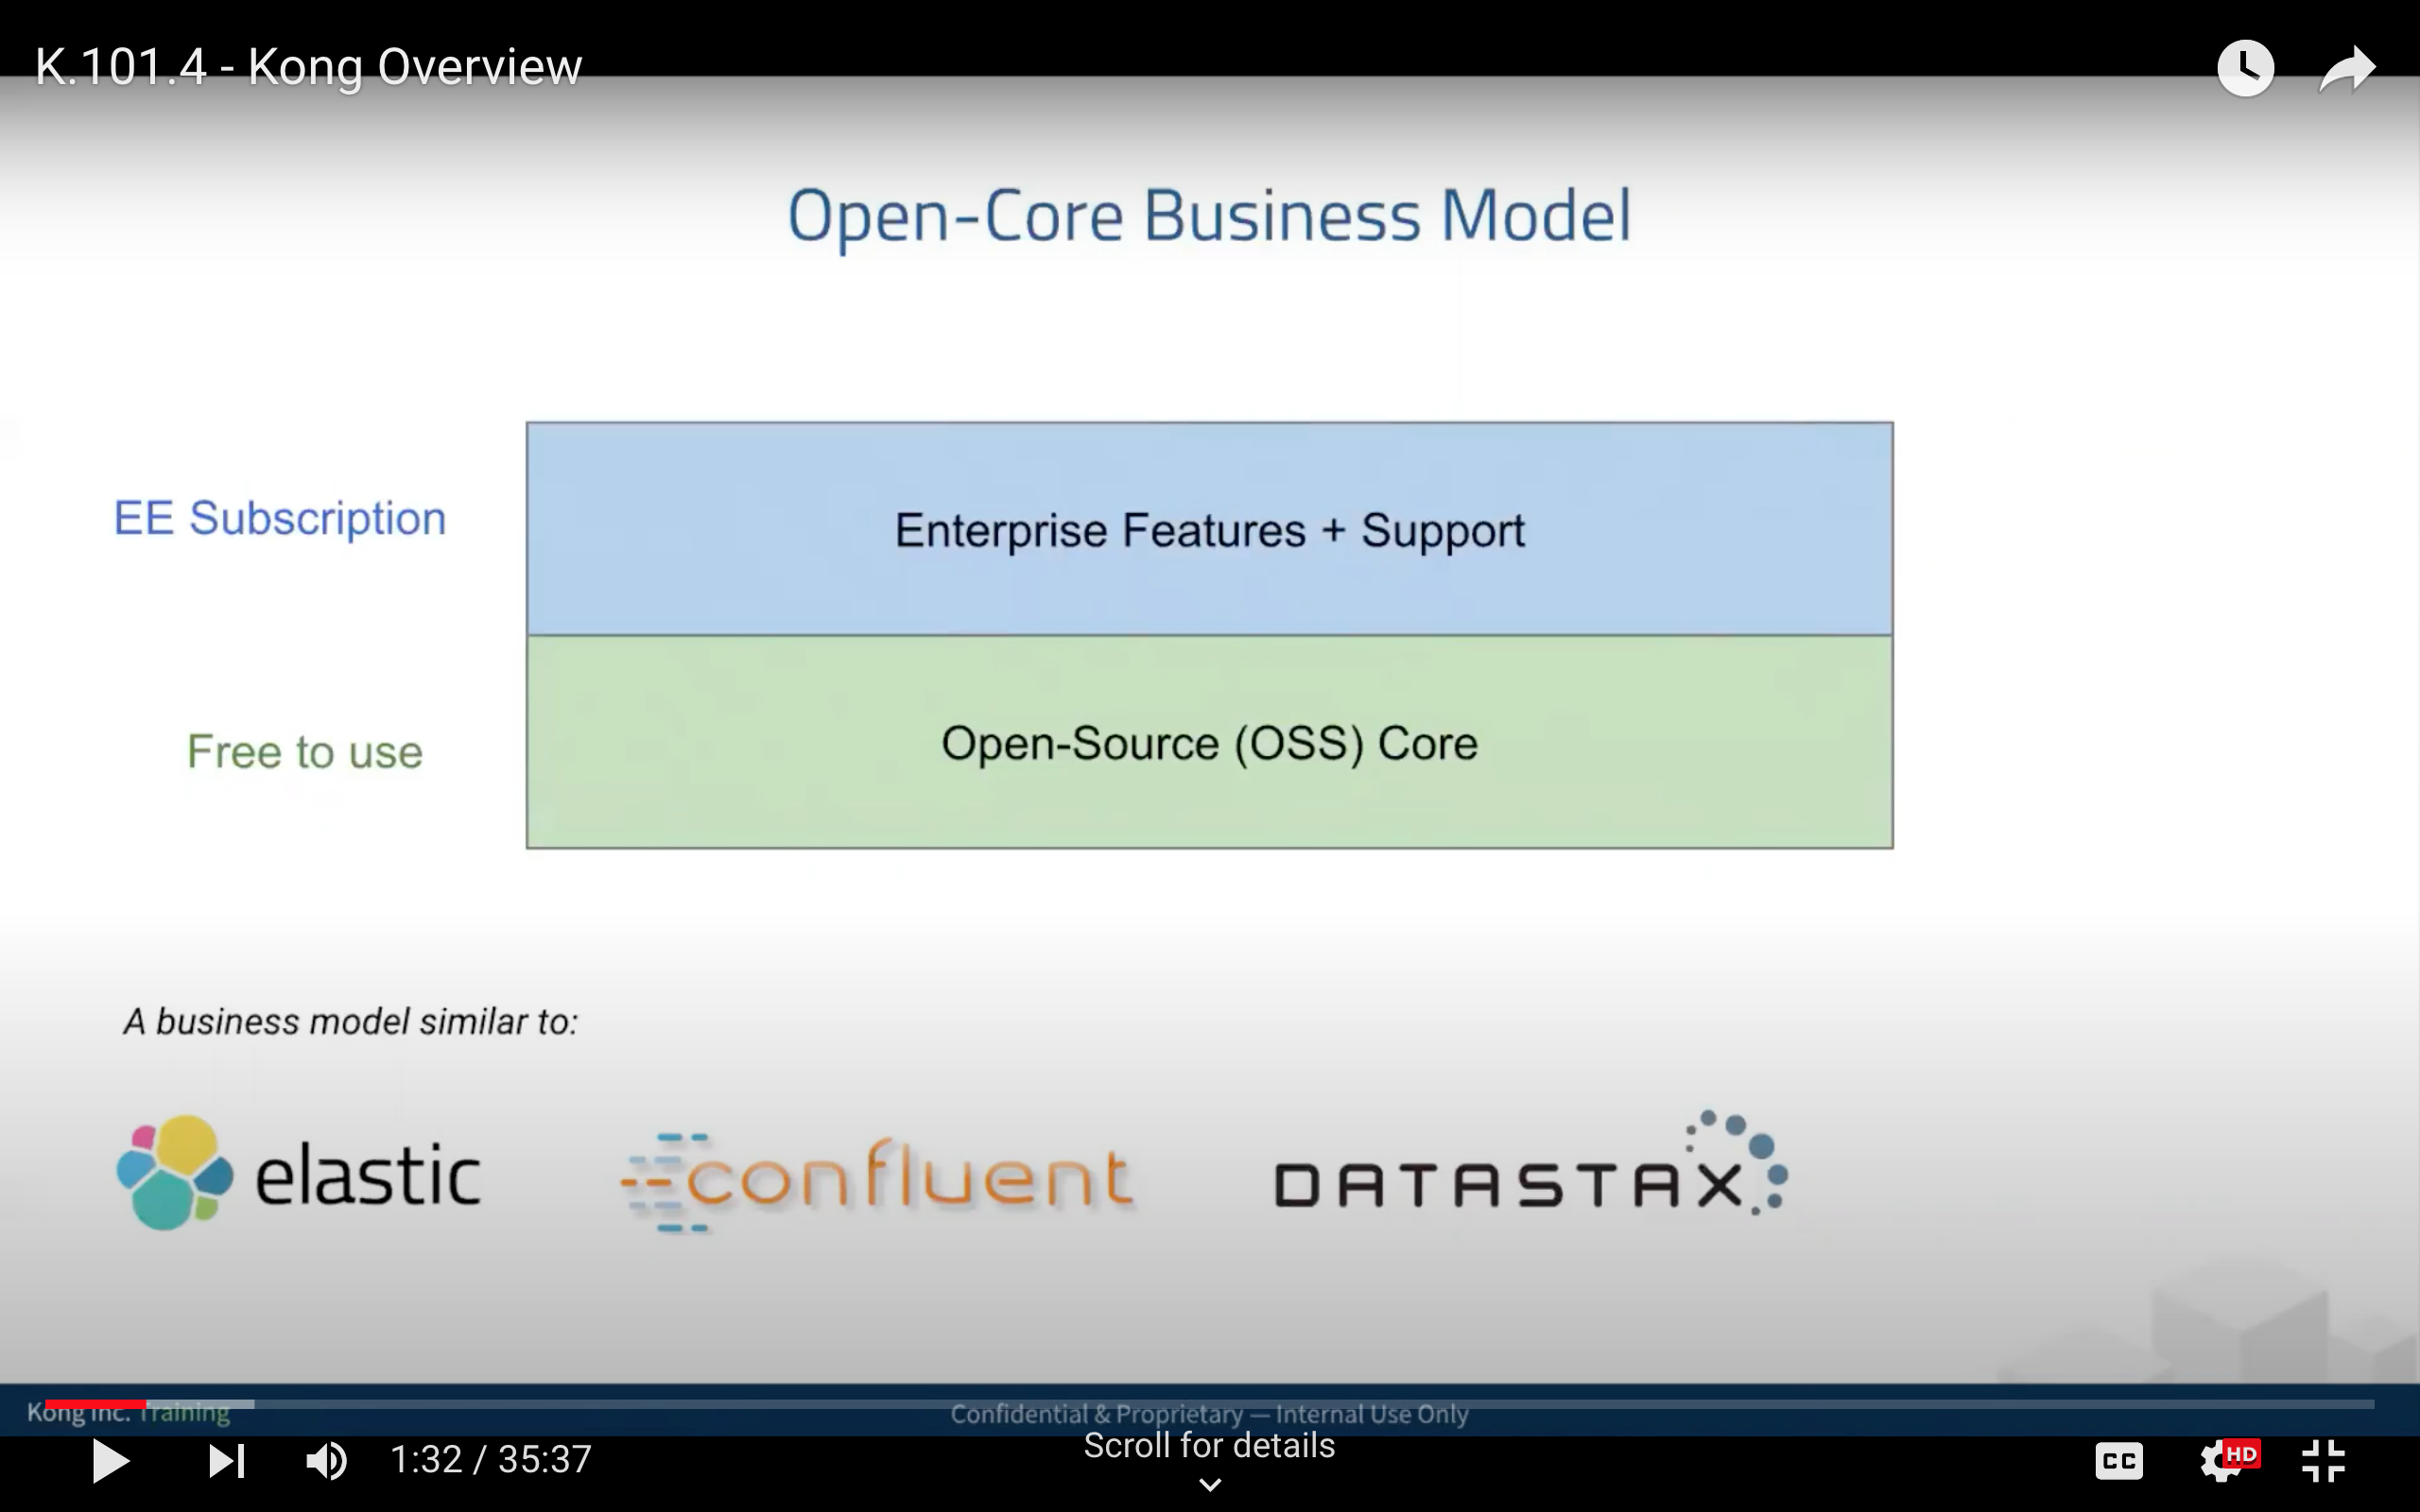 K.101.4 - Kong Overview
Open-Core Business Model
EE Subscription
Enterprise Features + Support
Free to use
Open-Source (OSS) Core
A business model similar to:
elastic
confluent
DATASTAX
Kong Inc. Training
Confidential & Proprietary — Internal Use Only
Scroll for details
1:32 / 35:37
CC
HD